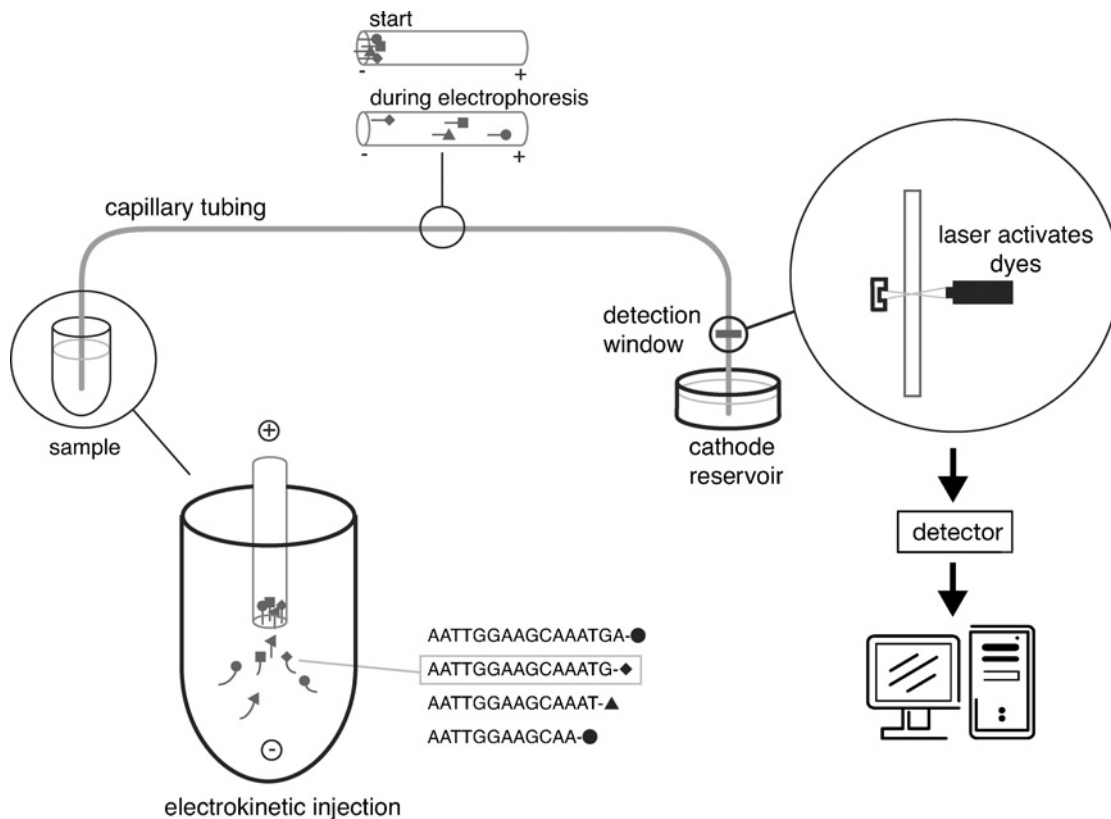 start
- +
during electrophoresis
- +
capillary tubing
laser activates
dyes
detection
window
sample
cathode
reservoir
+
detector
AATTGGAAGCAAATGA-
AATTGGAAGCAAATG-
AATTGGAAGCAAAT-
AATTGGAAGCAA-
-
electrokinetic injection